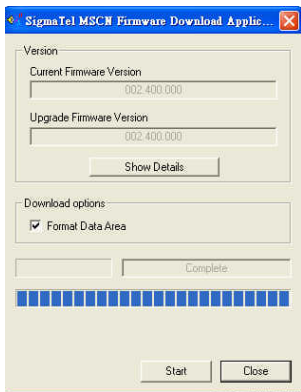 SigmaTel MSCN Firmware Download Applic...
Version
Current Firmware Version
002.400.000
Upgrade Firmware Version
002.400.000
Show Details
Download options
Format Data Area
Complete
Start
Close